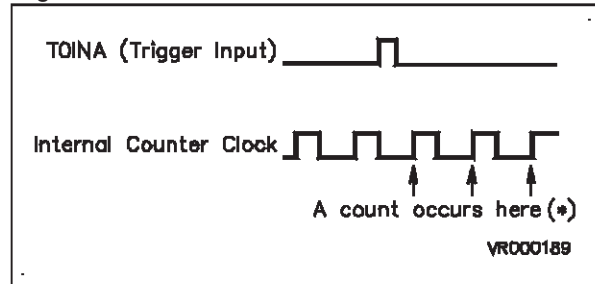 TOINA (Trigger Input)
Internal Counter Clock
A count occurs here (*)
VR000189